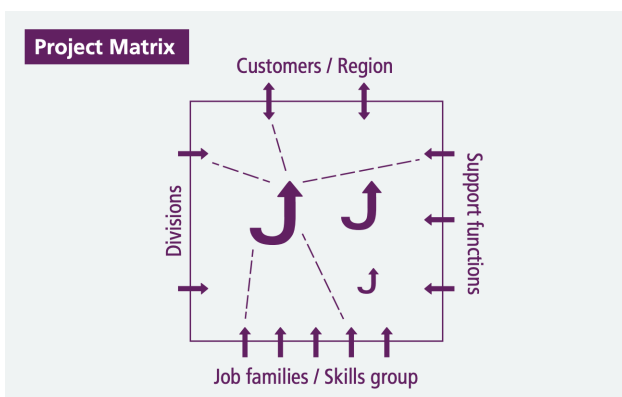 Project Matrix
Customers / Region
Divisions
Support functions
Job families / Skills group